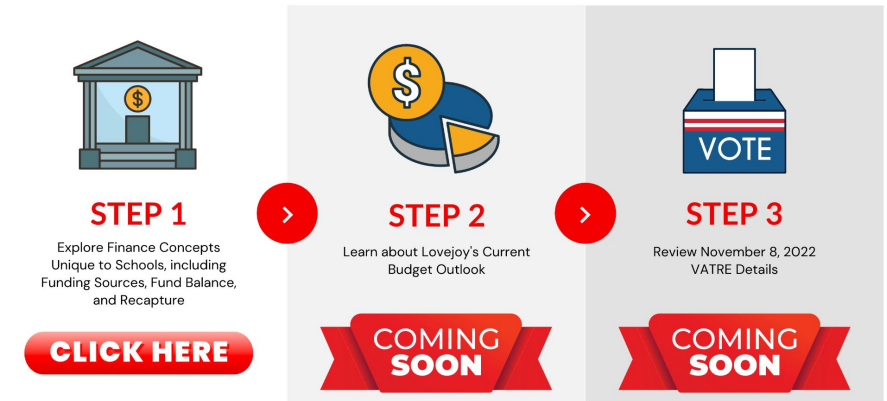 $
STEP 1
Explore Finance Concepts
Unique to Schools, including
Funding Sources, Fund Balance,
and Recapture
CLICK HERE
$
STEP 2
Learn about Lovejoy's Current
Budget Outlook
COMING
SOON
VOTE
STEP 3
Review November 8, 2022
VATRE Details
COMING
SOON